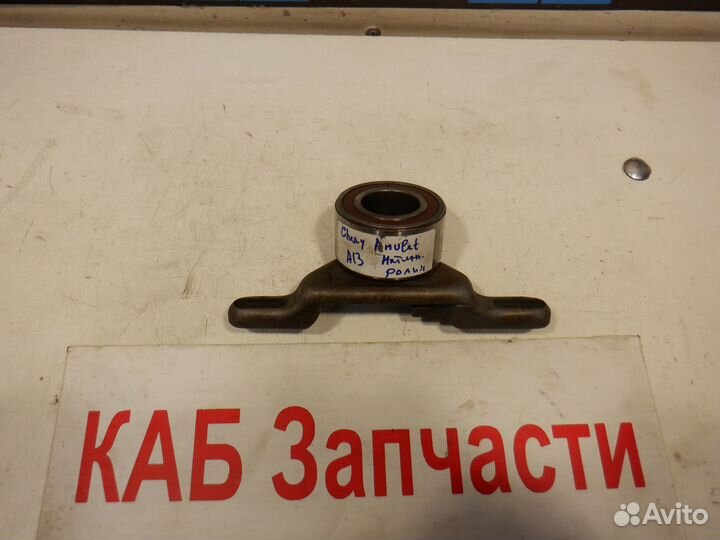 Chery Amulet
A13 Натяж.
ролик
КАБ Запчасти
Avito